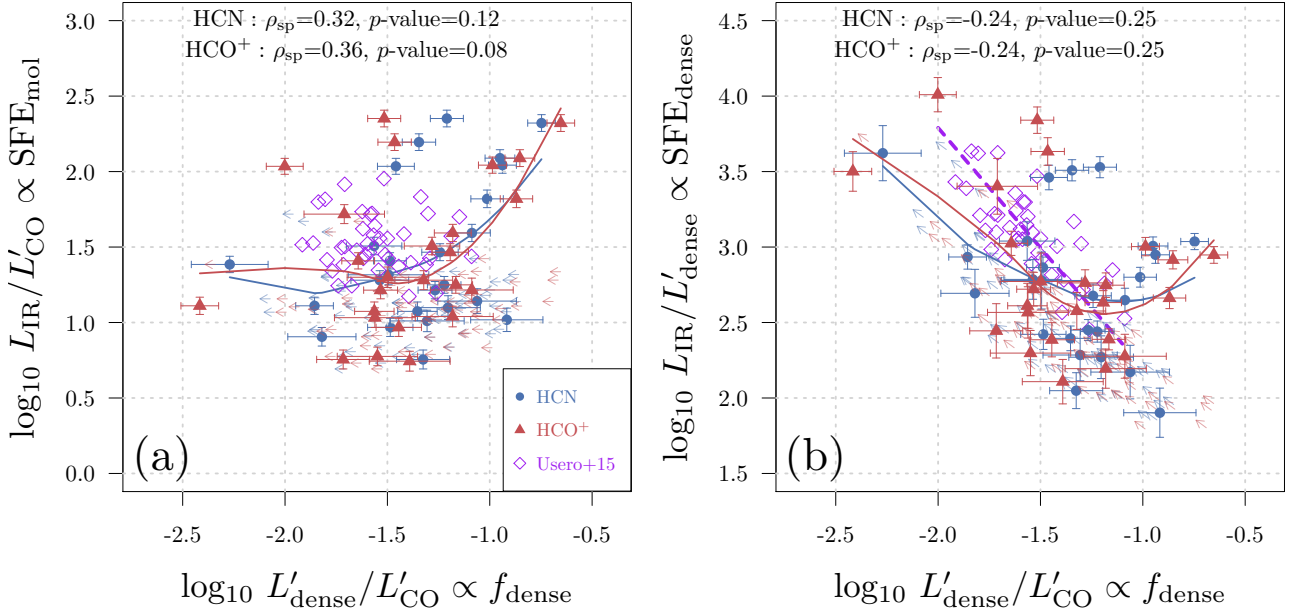 HCN : ρsp=0.32, p-value=0.12
HCO+ : ρsp=0.36, p-value=0.08
log10 LIR/L′CO ∝ SFEmol
3.0
2.5
2.0
1.5
1.0
0.5
0.0
(a)
HCN
HCO+
Usero+15
-2.5 -2.0 -1.5 -1.0 -0.5
log10 L′dense/L′CO ∝ fdense
HCN : ρsp=-0.24, p-value=0.25
HCO+ : ρsp=-0.24, p-value=0.25
log10 LIR/L′dense ∝ SFEdense
4.5
4.0
3.5
3.0
2.5
2.0
1.5
(b)
-2.5 -2.0 -1.5 -1.0 -0.5
log10 L′dense/L′CO ∝ fdense